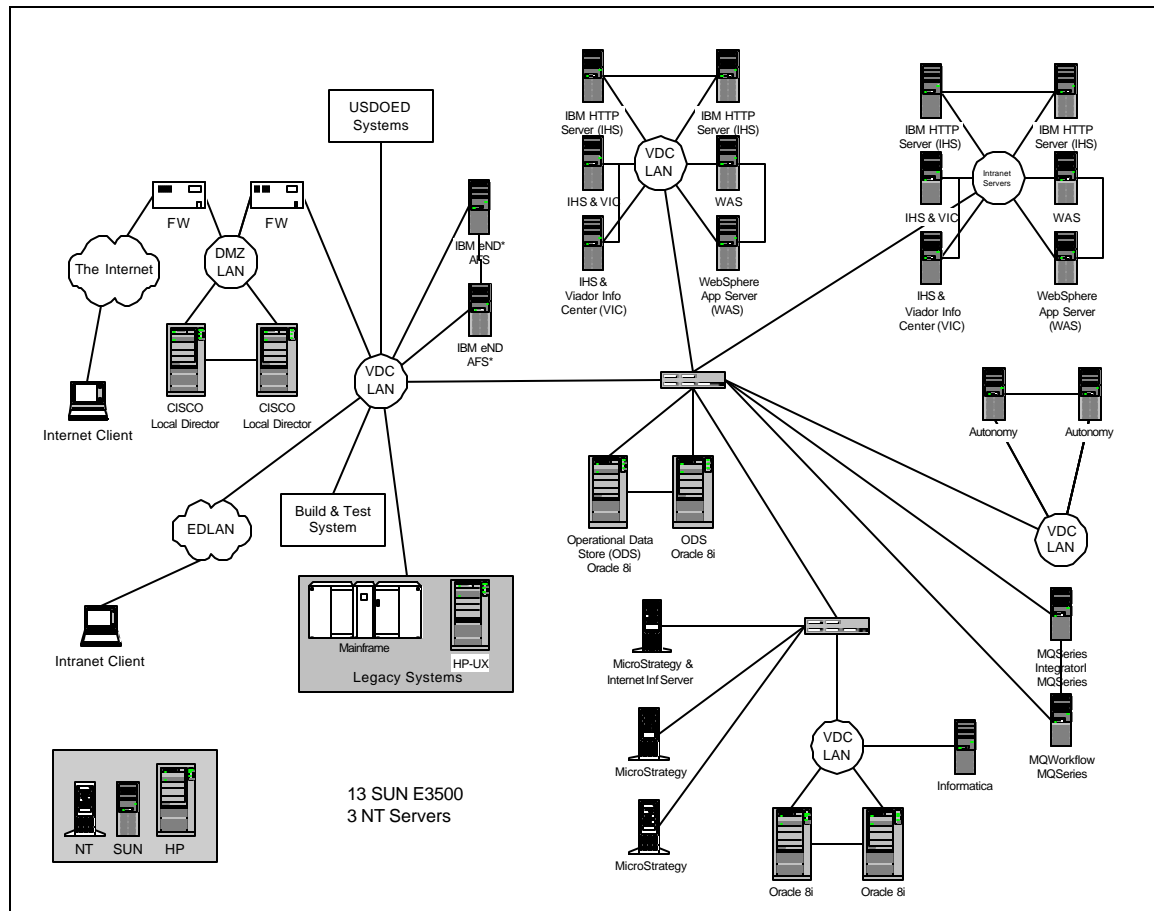 USDOED
Systems
FW
FW
The Internet
DMZ
LAN
CISCO
Local Director
CISCO
Local Director
Internet Client
IBM eND*
AFS
IBM eND
AFS*
VDC
LAN
EDLAN
Build & Test
System
Intranet Client
Mainframe
HP-UX
Legacy Systems
NT
SUN
HP
13 SUN E3500
3 NT Servers
IBM HTTP
Server (IHS)
IBM HTTP
Server (IHS)
VDC
LAN
IHS & VIC
WAS
IHS &
Viador Info
Center (VIC)
WebSphere
App Server
(WAS)
IBM HTTP
Server (IHS)
IBM HTTP
Server (IHS)
Intranet
Servers
IHS & VIC
WAS
IHS &
Viador Info
Center (VIC)
WebSphere
App Server
(WAS)
Operational Data
Store (ODS)
Oracle 8i
ODS
Oracle 8i
Autonomy
Autonomy
VDC
LAN
MicroStrategy &
Internet Inf Server
MicroStrategy
MicroStrategy
VDC
LAN
Informatica
Oracle 8i
Oracle 8i
MQSeries
IntegratorI
MQSeries
MQWorkflow
MQSeries